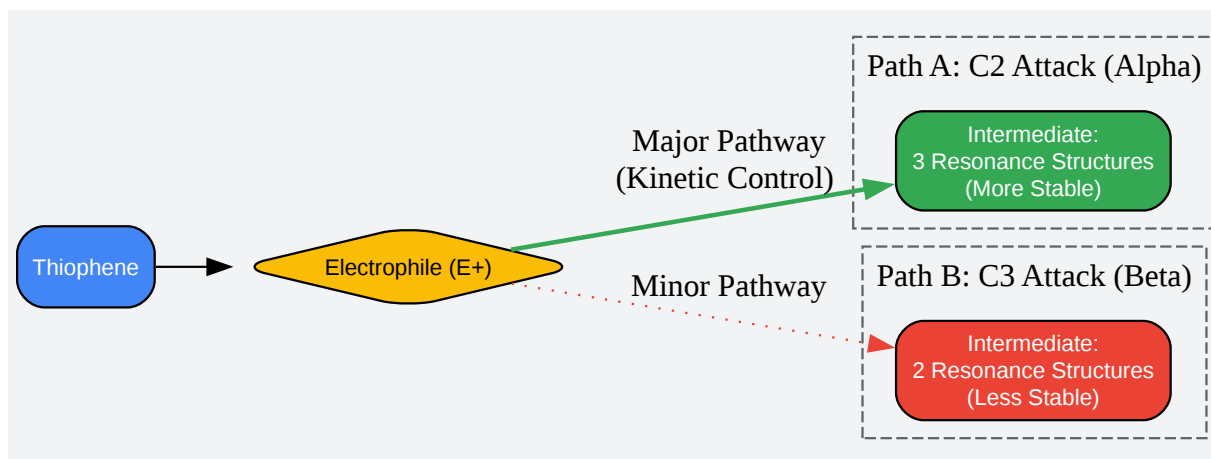 Thiophene
Electrophile (E+)
Major Pathway
(Kinetic Control)
Minor Pathway
Path A: C2 Attack (Alpha)
Intermediate:
3 Resonance Structures
(More Stable)
Path B: C3 Attack (Beta)
Intermediate:
2 Resonance Structures
(Less Stable)